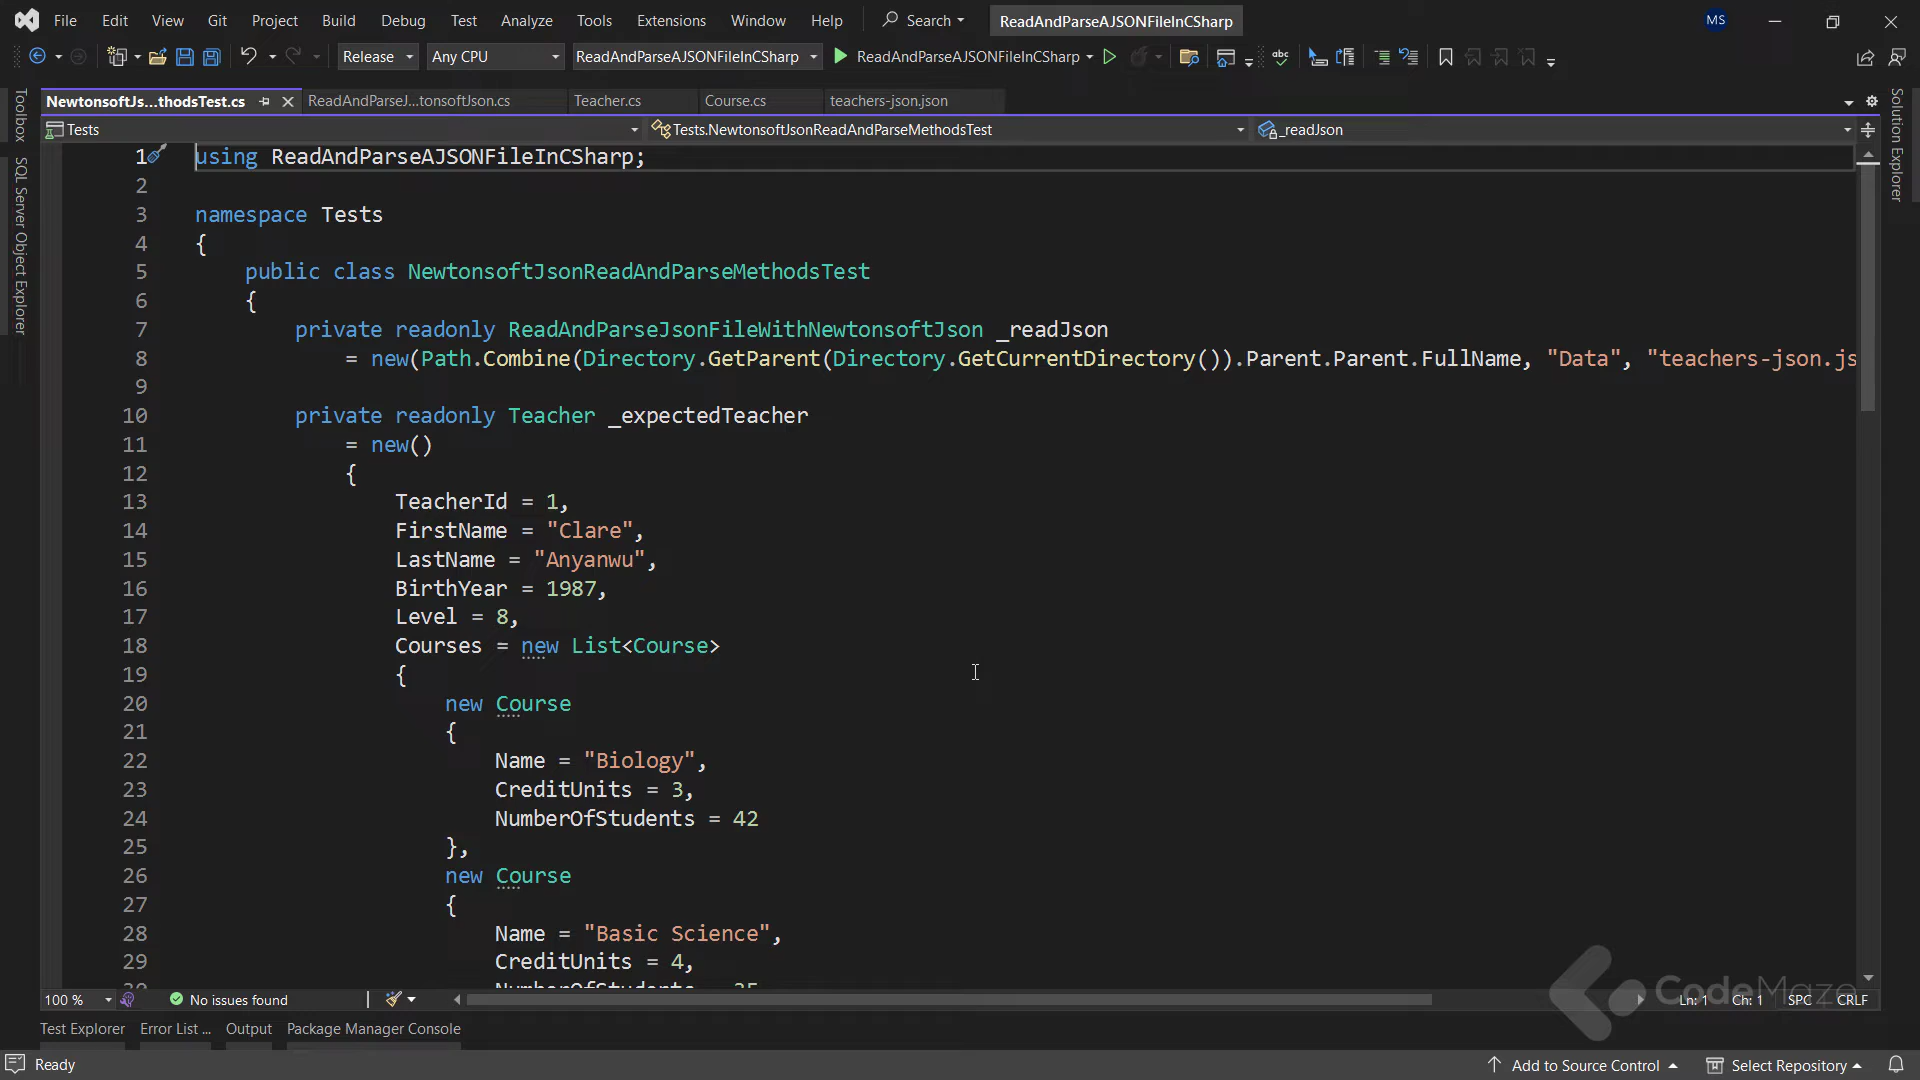 File Edit View Git Project Build Debug Test Analyze Tools Extensions Window Help Search ReadAndParseAJSONFileInCSharp MS
Release Any CPU ReadAndParseAJSONFileInCSharp ReadAndParseAJSONFileInCSharp
NewtonsoftJs...thodsTest.cs ReadAndParseJ...tonsoftJson.cs Teacher.cs Course.cs teachers-json.json
Tests Tests.NewtonsoftJsonReadAndParseMethodsTest _readJson
Toolbox
SQL Server Object Explorer
Solution Explorer
1 using ReadAndParseAJSONFileInCSharp;
2
3 namespace Tests
4 {
5 public class NewtonsoftJsonReadAndParseMethodsTest
6 {
7 private readonly ReadAndParseJsonFileWithNewtonsoftJson _readJson
8 = new(Path.Combine(Directory.GetParent(Directory.GetCurrentDirectory()).Parent.Parent.FullName, "Data", "teachers-json.js
9
10 private readonly Teacher _expectedTeacher
11 = new()
12 {
13 TeacherId = 1,
14 FirstName = "Clare",
15 LastName = "Anyanwu",
16 BirthYear = 1987,
17 Level = 8,
18 Courses = new List<Course>
19 {
20 new Course
21 {
22 Name = "Biology",
23 CreditUnits = 3,
24 NumberOfStudents = 42
25 },
26 new Course
27 {
28 Name = "Basic Science",
29 CreditUnits = 4,
30 NumberOfStudents = 35
100 % No issues found Ln: 1 Ch: 1 SPC CRLF
CodeMaze
Test Explorer Error List ... Output Package Manager Console
Ready Add to Source Control Select Repository